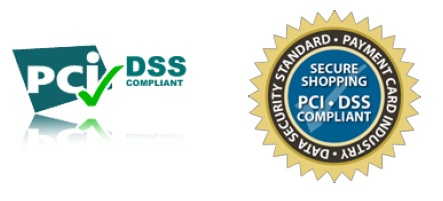 PCI
DSS
COMPLIANT
DATA SECURITY STANDARD • PAYMENT CARD INDUSTRY •
SECURE
SHOPPING
PCI • DSS
COMPLIANT